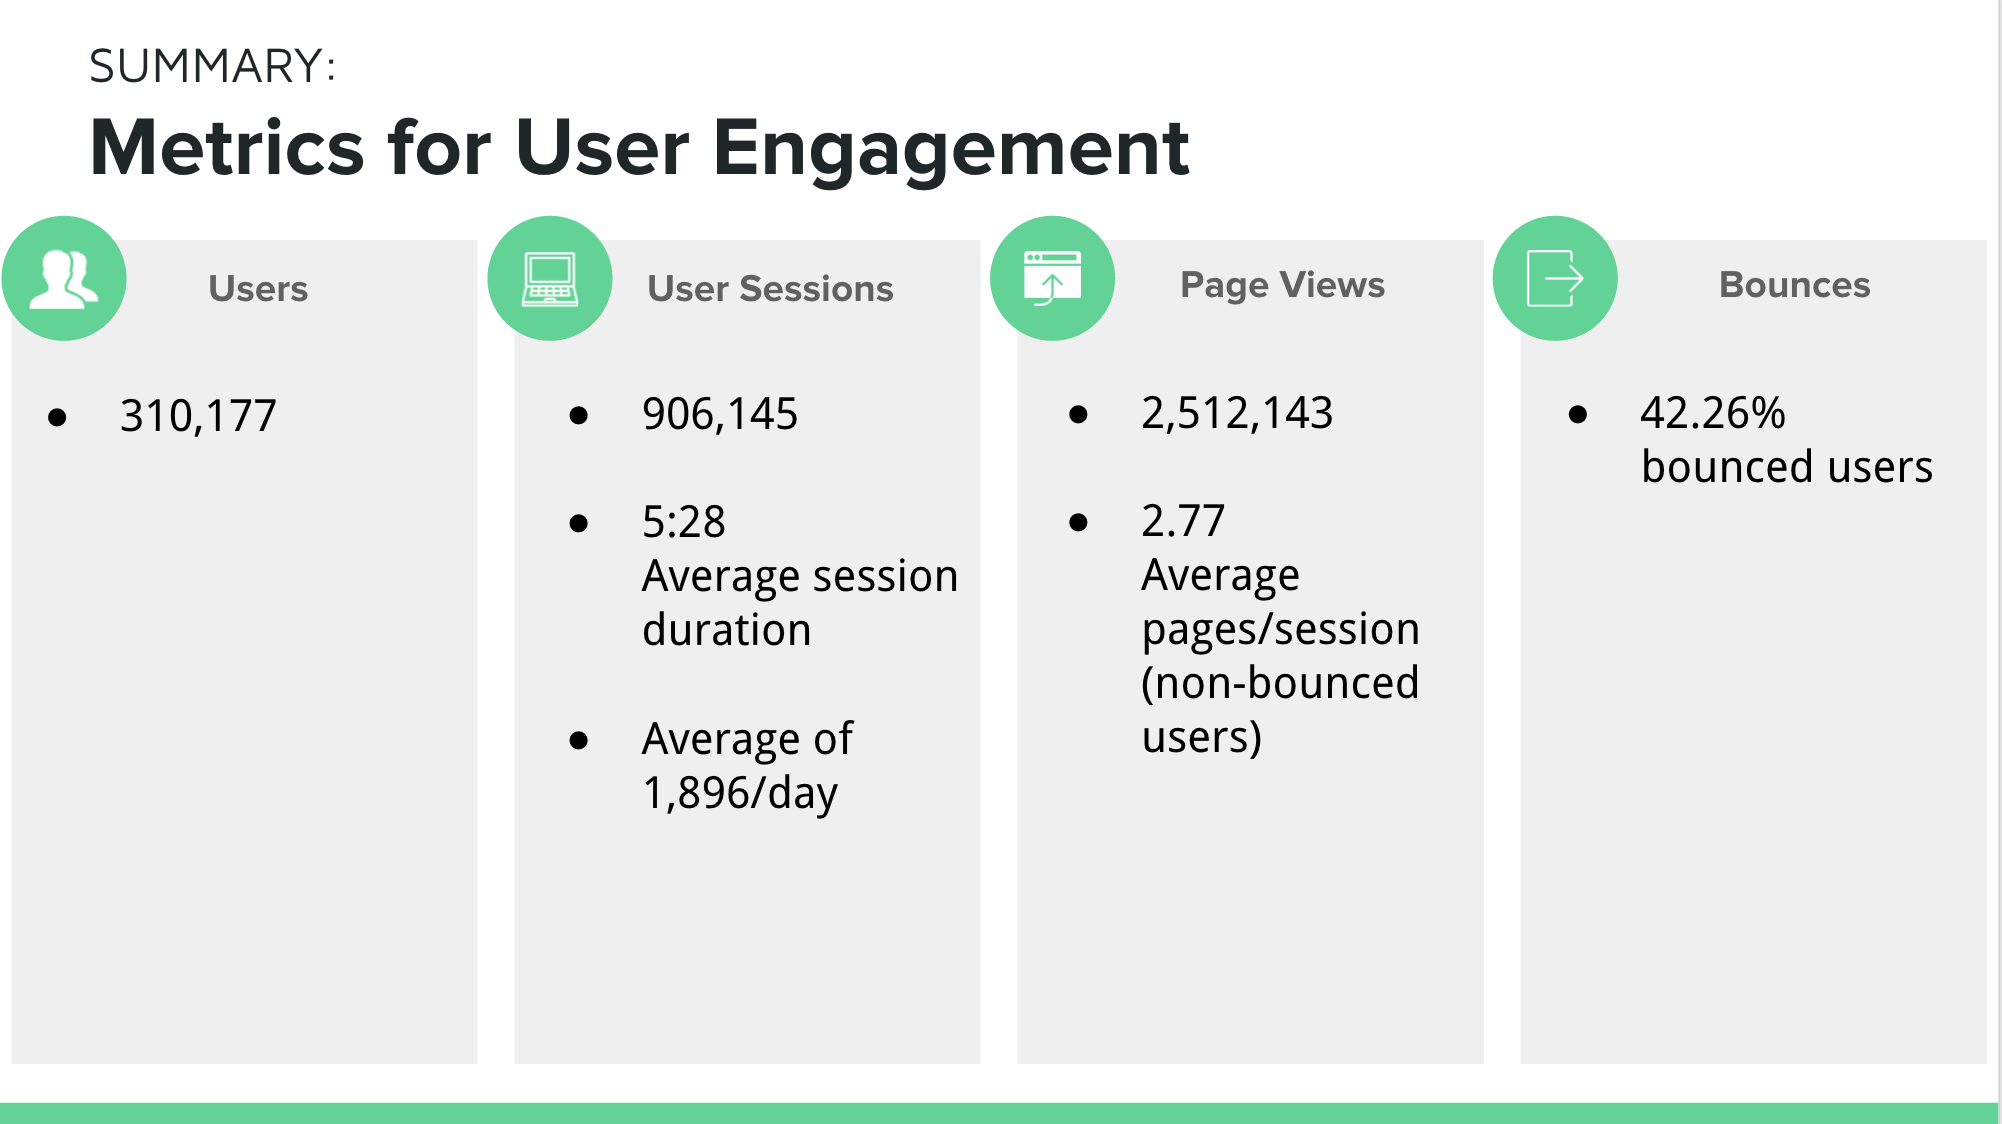 SUMMARY:
Metrics for User Engagement
Users
● 310,177
User Sessions
● 906,145
● 5:28
Average session
duration
● Average of
1,896/day
Page Views
● 2,512,143
● 2.77
Average
pages/session
(non-bounced
users)
Bounces
● 42.26%
bounced users